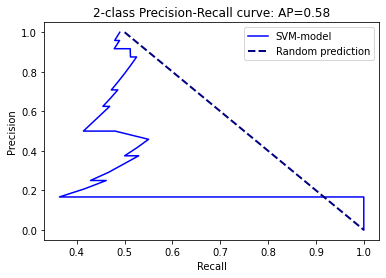 2-class Precision-Recall curve: AP=0.58
SVM-model
Random prediction
Precision
1.0
0.8
0.6
0.4
0.2
0.0
0.4 0.5 0.6 0.7 0.8 0.9 1.0
Recall